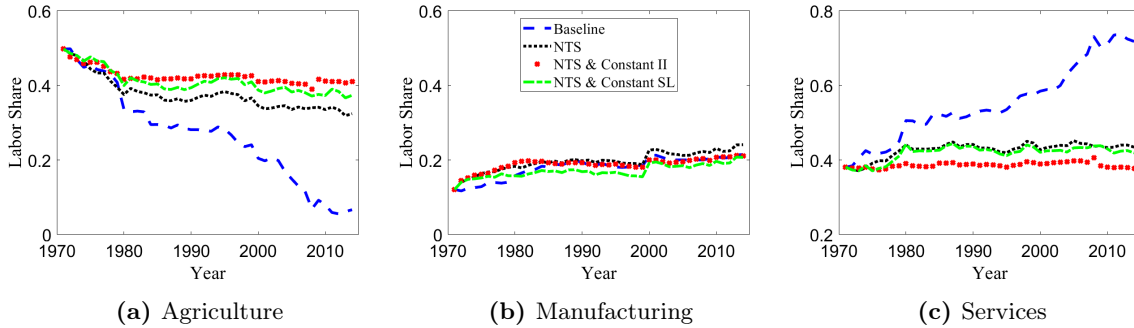 0.6
0.4
0.2
0
Labor Share
1970 1980 1990 2000 2010
Year
(a) Agriculture
0.6
0.4
0.2
0
Labor Share
Baseline
NTS
NTS & Constant II
NTS & Constant SL
1970 1980 1990 2000 2010
Year
(b) Manufacturing
0.8
0.6
0.4
0.2
Labor Share
1970 1980 1990 2000 2010
Year
(c) Services